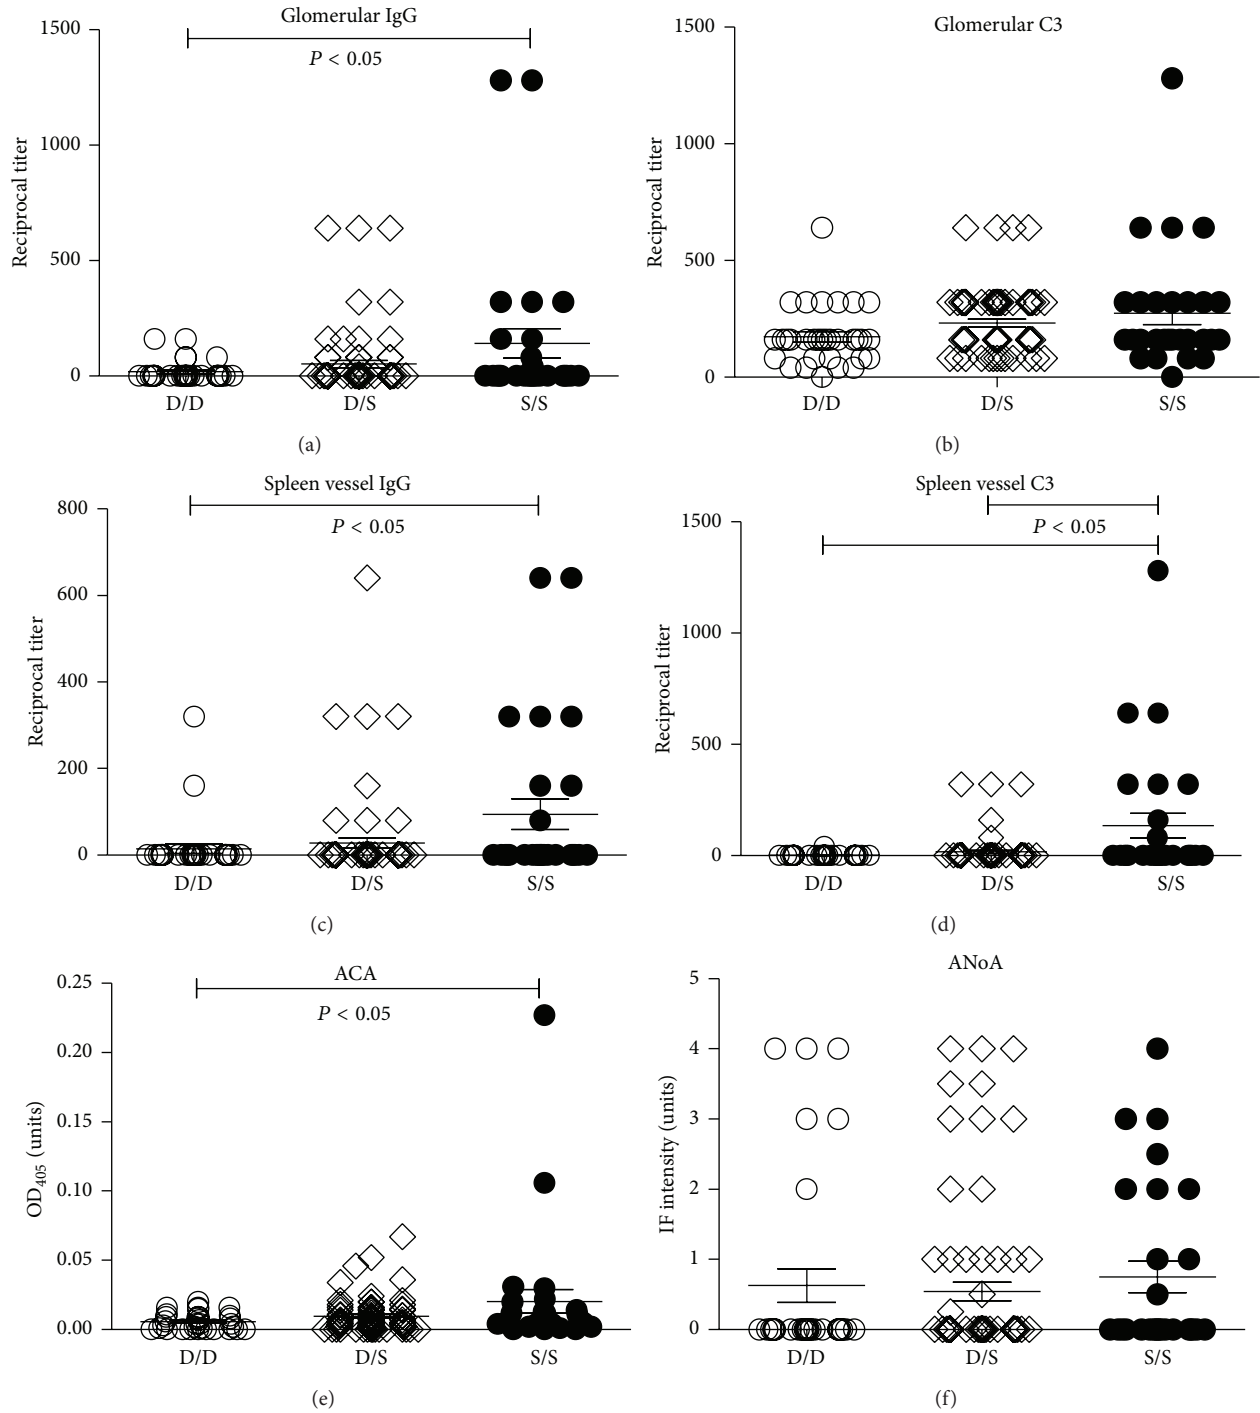 Glomerular IgG
P < 0.05
1500
1000
500
0
Reciprocal titer
D/D D/S S/S
(a)
Glomerular C3
1500
1000
500
0
Reciprocal titer
D/D D/S S/S
(b)
Spleen vessel IgG
P < 0.05
800
600
400
200
0
Reciprocal titer
D/D D/S S/S
(c)
Spleen vessel C3
P < 0.05
1500
1000
500
0
Reciprocal titer
D/D D/S S/S
(d)
ACA
P < 0.05
0.25
0.20
0.15
0.10
0.05
0.00
OD405 (units)
D/D D/S S/S
(e)
ANoA
5
4
3
2
1
0
IF intensity (units)
D/D D/S S/S
(f)